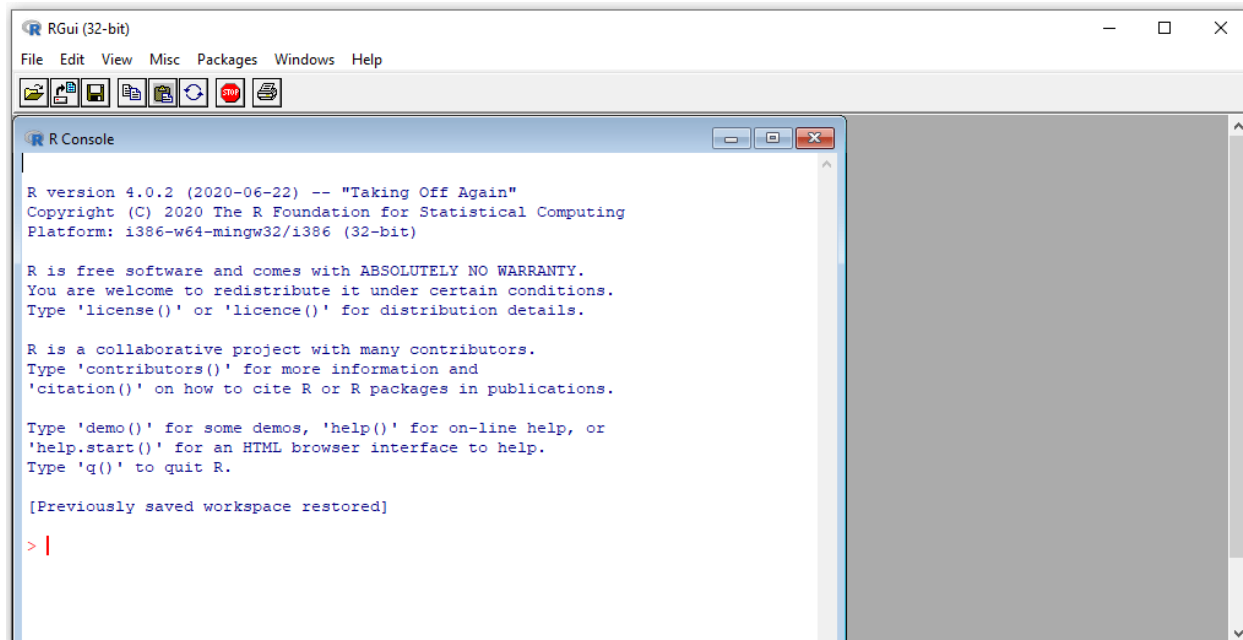 RGui (32-bit)
File Edit View Misc Packages Windows Help
STOP
R Console
R version 4.0.2 (2020-06-22) -- "Taking Off Again"
Copyright (C) 2020 The R Foundation for Statistical Computing
Platform: i386-w64-mingw32/i386 (32-bit)
R is free software and comes with ABSOLUTELY NO WARRANTY.
You are welcome to redistribute it under certain conditions.
Type 'license()' or 'licence()' for distribution details.
R is a collaborative project with many contributors.
Type 'contributors()' for more information and
'citation()' on how to cite R or R packages in publications.
Type 'demo()' for some demos, 'help()' for on-line help, or
'help.start()' for an HTML browser interface to help.
Type 'q()' to quit R.
[Previously saved workspace restored]
>